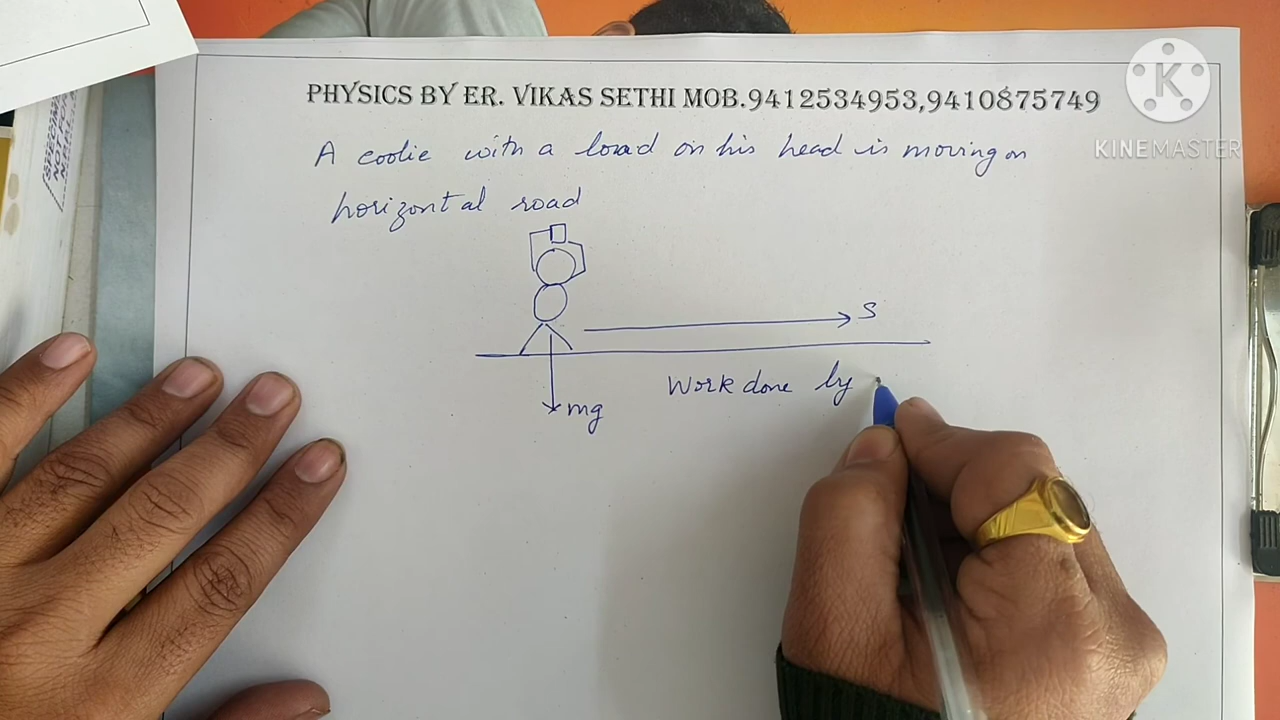 PHYSICS BY ER. VIKAS SETHI MOB.9412534953,9410875749
K
KINEMASTER
A coolie with a load on his head is moving on
horizontal road
S
Work done by
mg